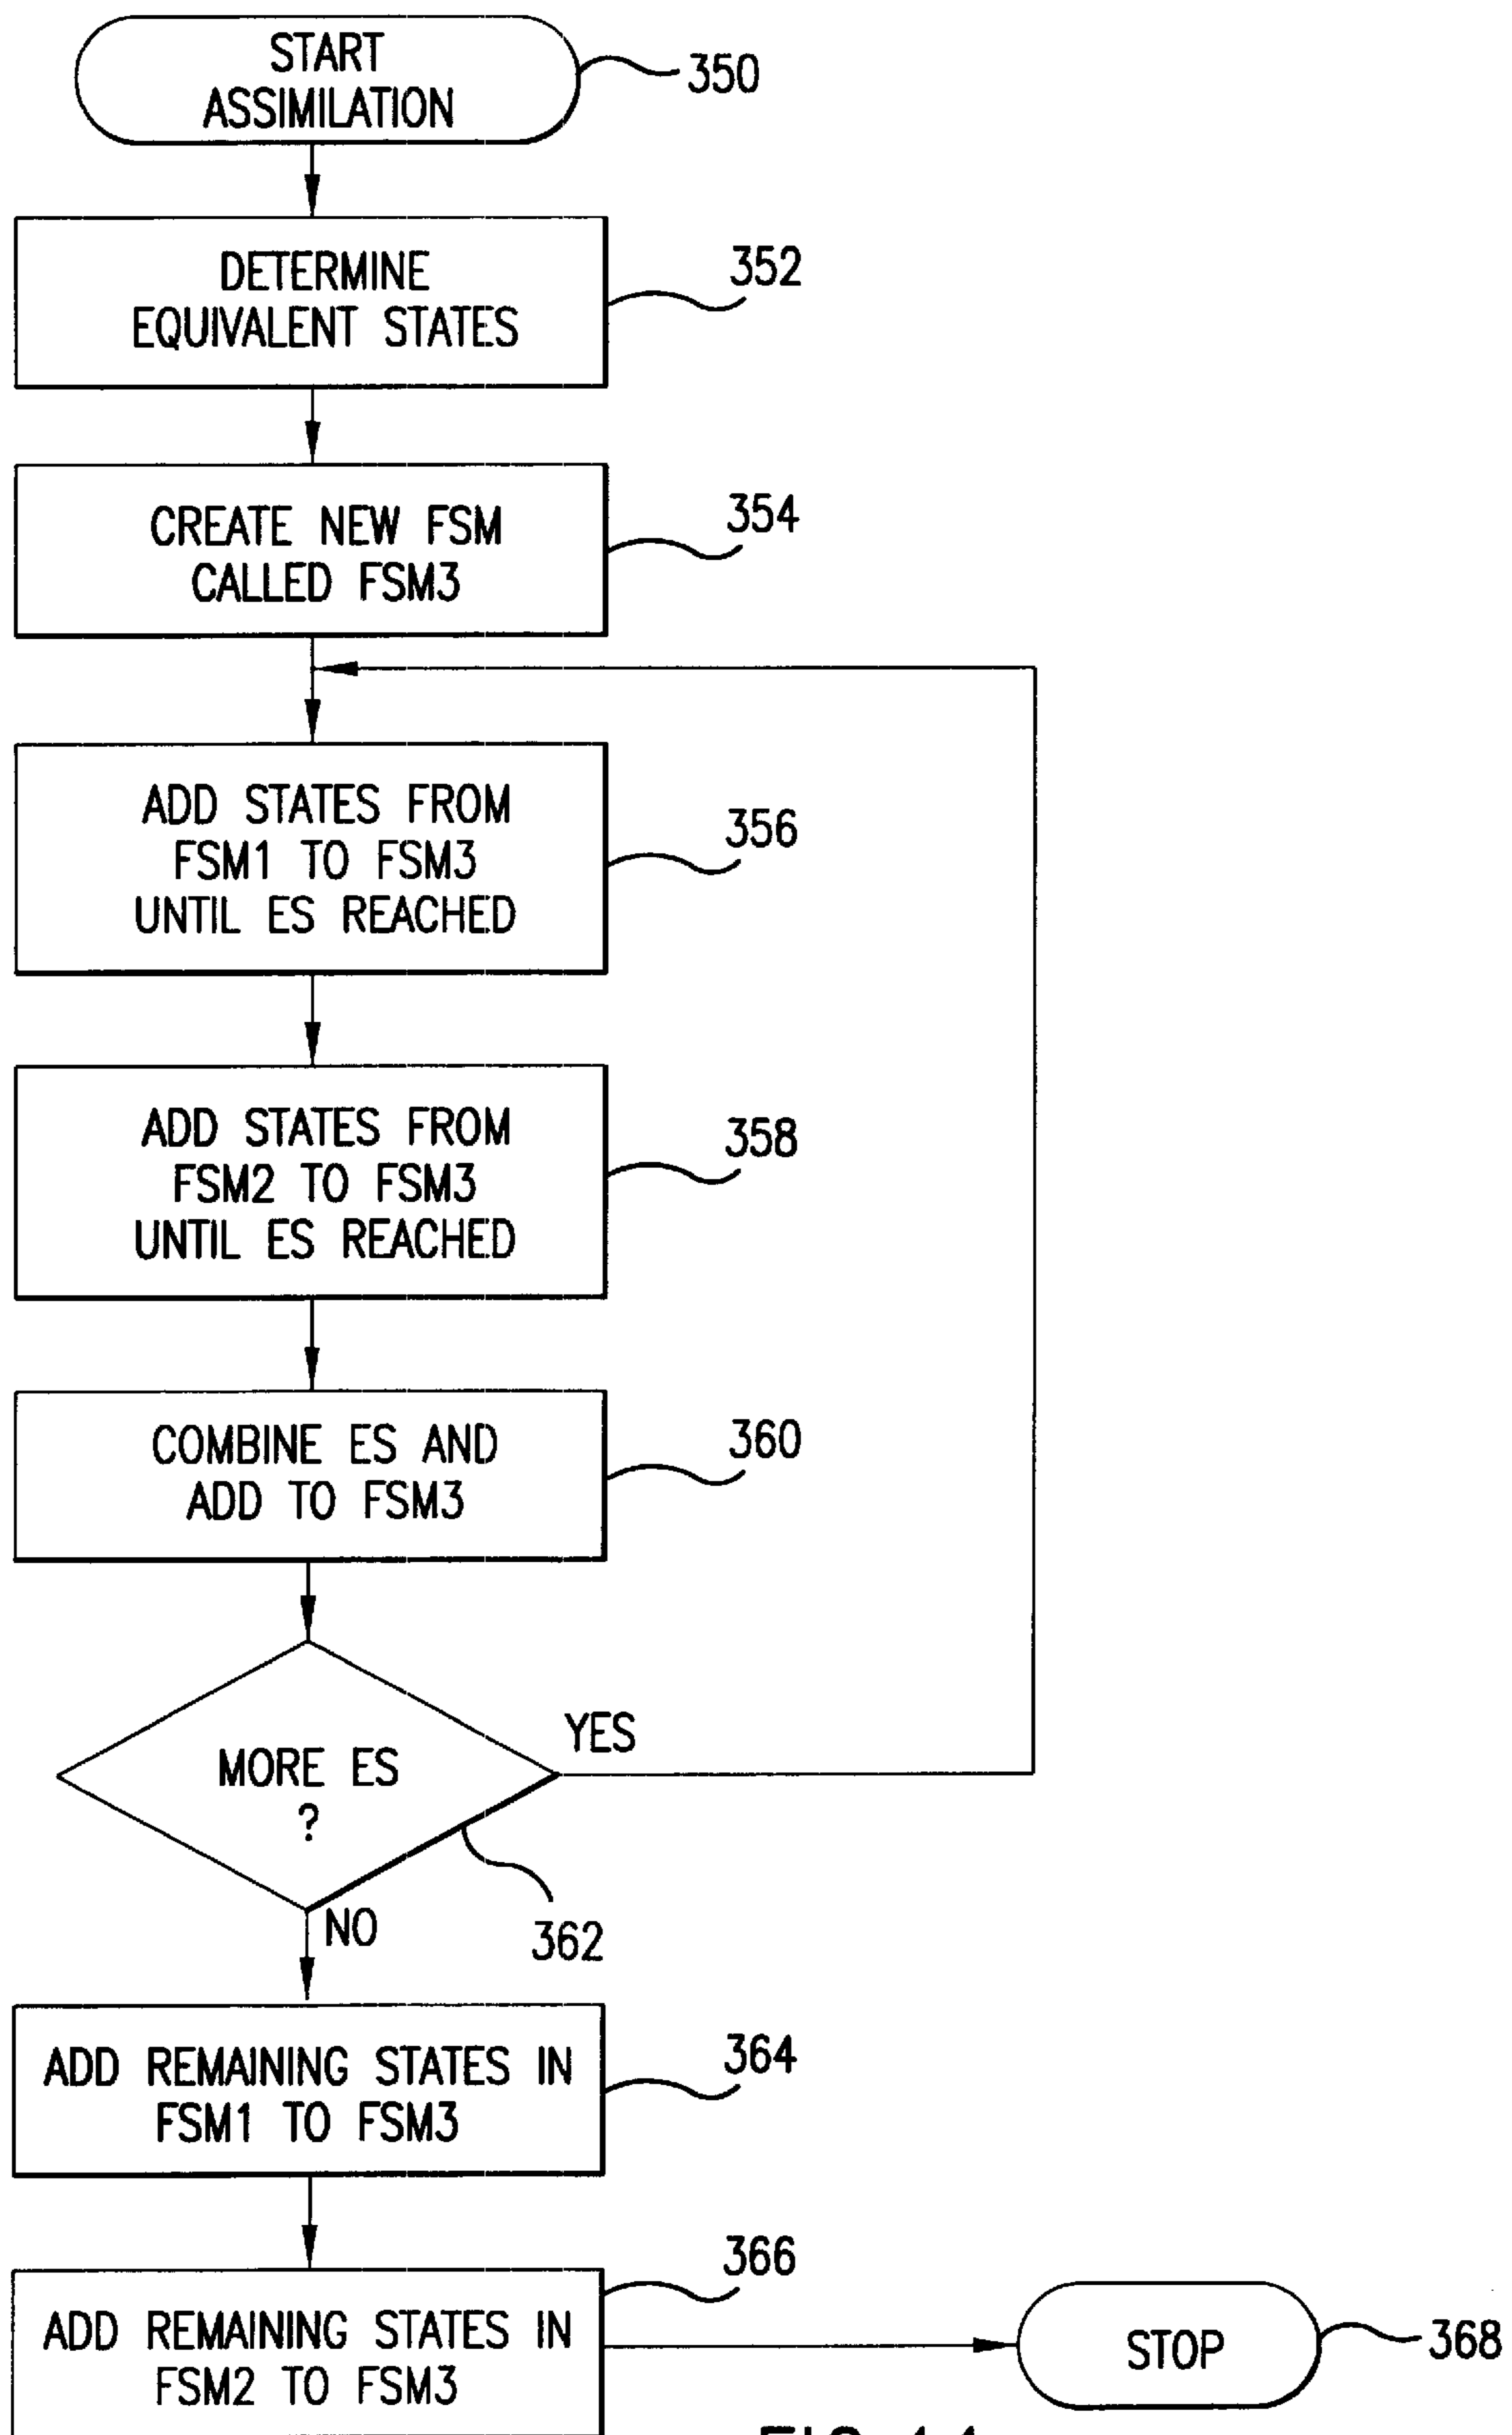 START
ASSIMILATION
350
DETERMINE
EQUIVALENT STATES
352
CREATE NEW FSM
CALLED FSM3
354
ADD STATES FROM
FSM1 TO FSM3
UNTIL ES REACHED
356
ADD STATES FROM
FSM2 TO FSM3
UNTIL ES REACHED
358
COMBINE ES AND
ADD TO FSM3
360
MORE ES
?
YES
NO
362
ADD REMAINING STATES IN
FSM1 TO FSM3
364
ADD REMAINING STATES IN
FSM2 TO FSM3
366
STOP
368